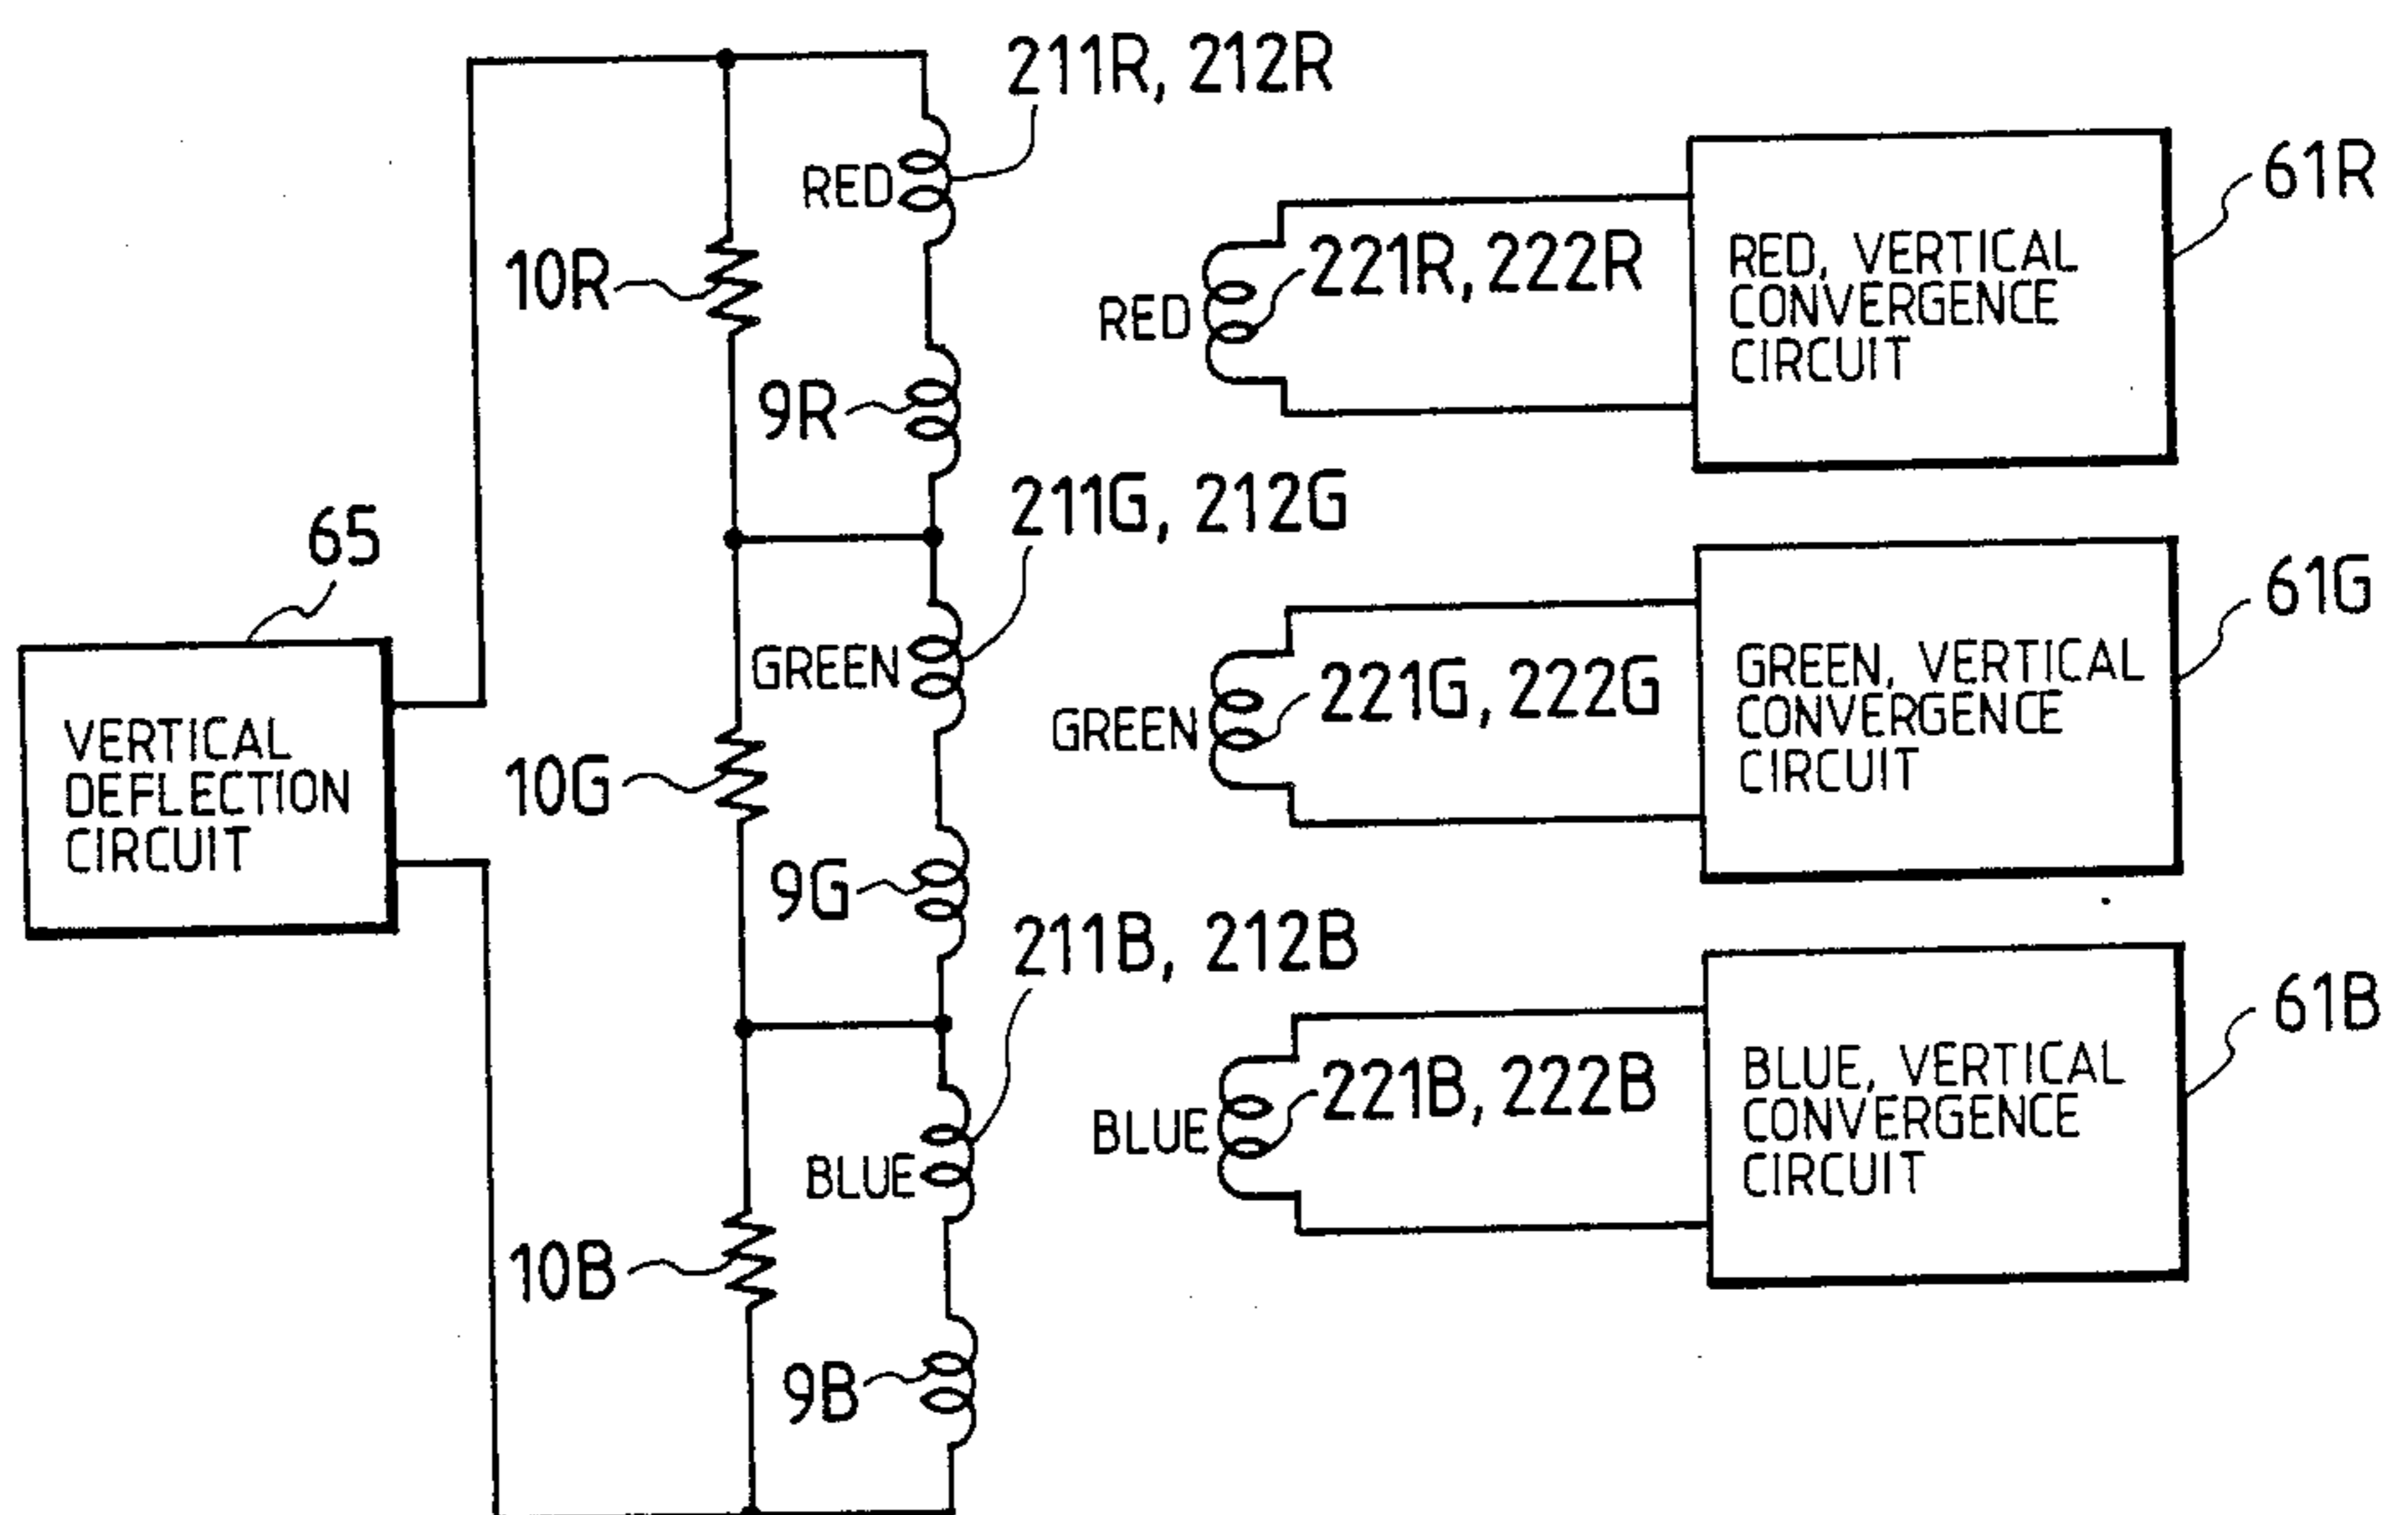 211R, 212R
RED
10R
9R
221R, 222R
RED
RED, VERTICAL
CONVERGENCE
CIRCUIT
61R
65
VERTICAL
DEFLECTION
CIRCUIT
211G, 212G
GREEN
10G
9G
221G, 222G
GREEN
GREEN, VERTICAL
CONVERGENCE
CIRCUIT
61G
211B, 212B
BLUE
10B
9B
221B, 222B
BLUE
BLUE, VERTICAL
CONVERGENCE
CIRCUIT
61B